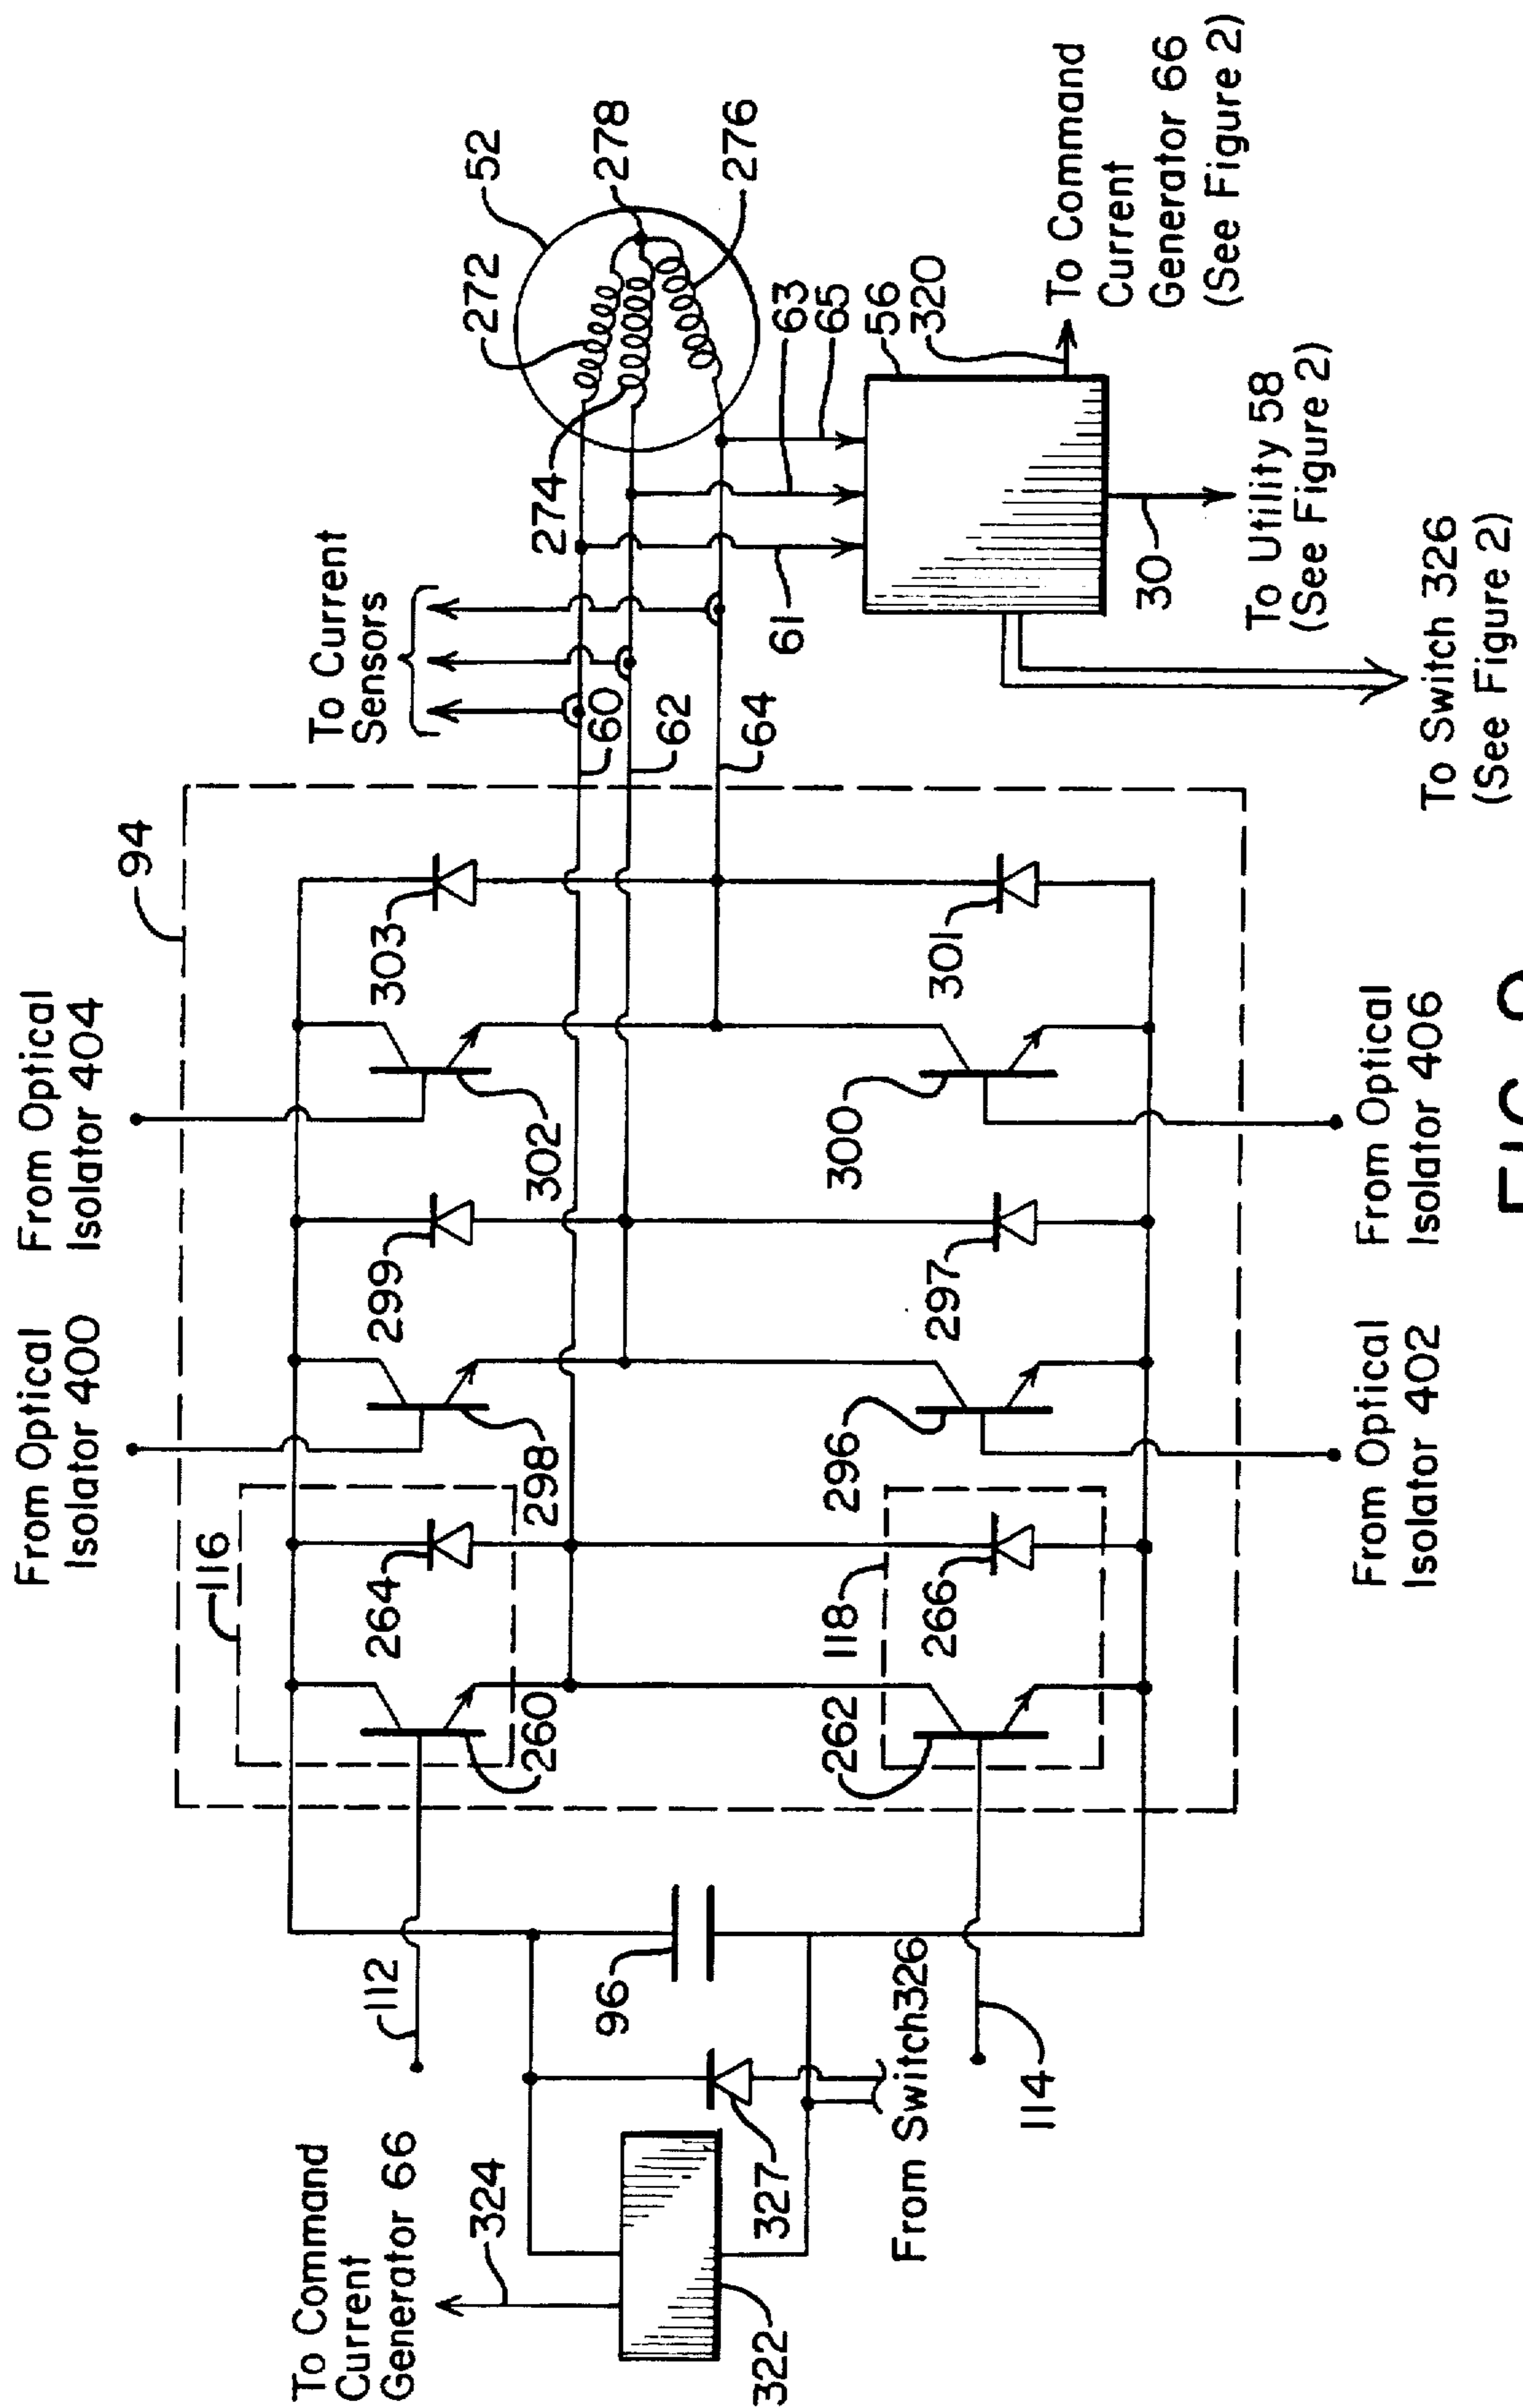 From Optical
Isolator 400
From Optical
Isolator 404
94
116
To Command
Current
Generator 66
324
112
264
260
299
298
303
302
To Current
Sensors
52
272
278
274
276
60
62
64
61
63
65
56
320
To Command
Current
Generator 66
(See Figure 2)
96
322
327
From Switch 326
114
118
262
266
296
297
300
301
30
To Utility 58
(See Figure 2)
To Switch 326
(See Figure 2)
From Optical
Isolator 402
From Optical
Isolator 406